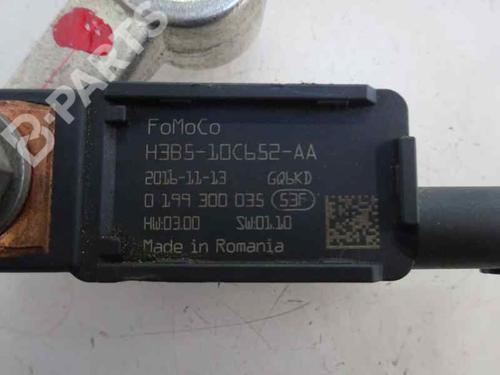 B-PARTS
FoMoCo
H3B5-10C652-AA
2016-11-13 GQ6KD
0 199 300 035 53F
HW:03.00 SW:01.10
Made in Romania